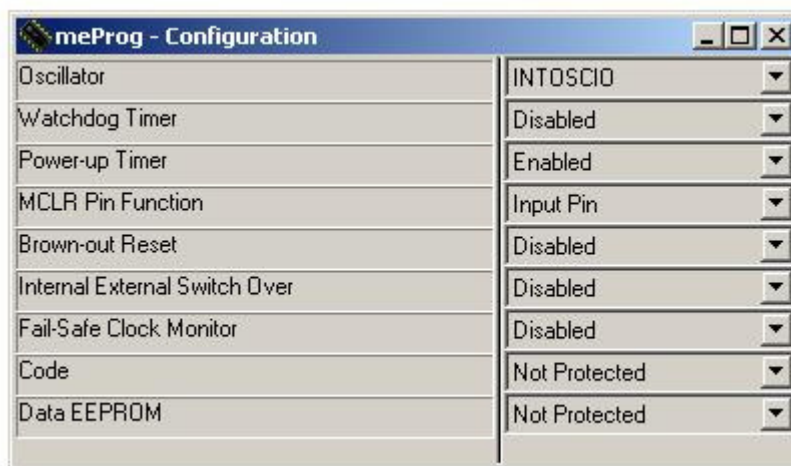 meProg - Configuration
Oscillator INTOSCIO
Watchdog Timer Disabled
Power-up Timer Enabled
MCLR Pin Function Input Pin
Brown-out Reset Disabled
Internal External Switch Over Disabled
Fail-Safe Clock Monitor Disabled
Code Not Protected
Data EEPROM Not Protected